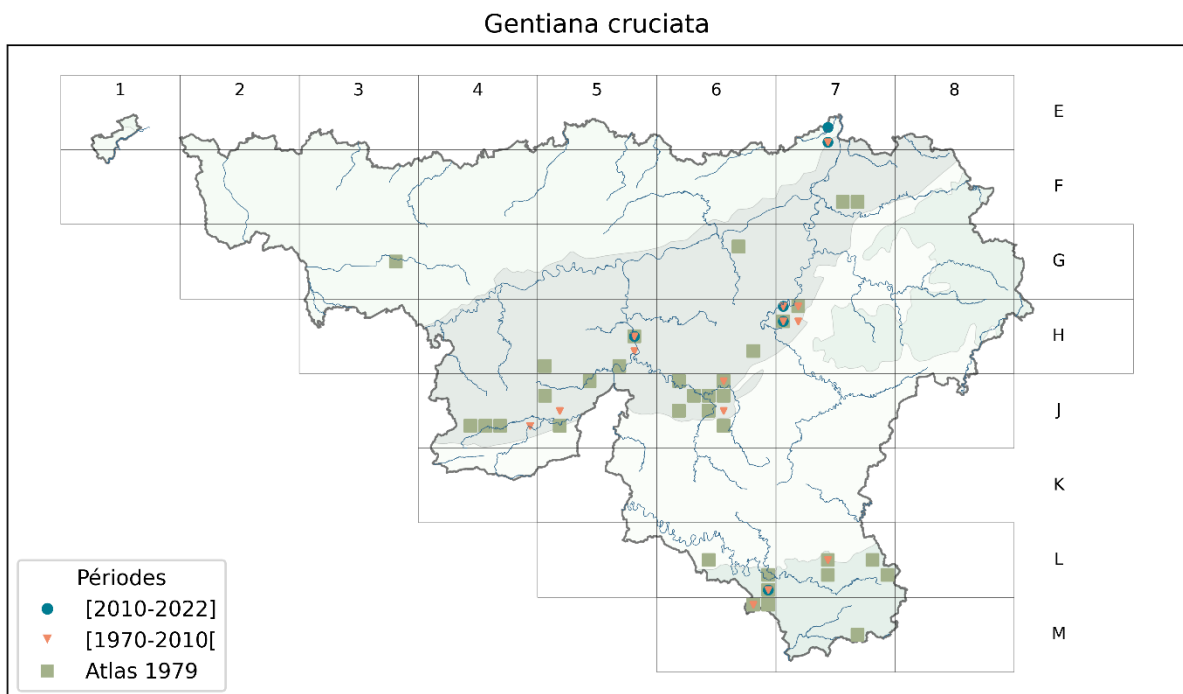 Gentiana cruciata
1 2 3 4 5 6 7 8
E
F
G
H
J
K
L
M
Périodes
[2010-2022]
[1970-2010[
Atlas 1979